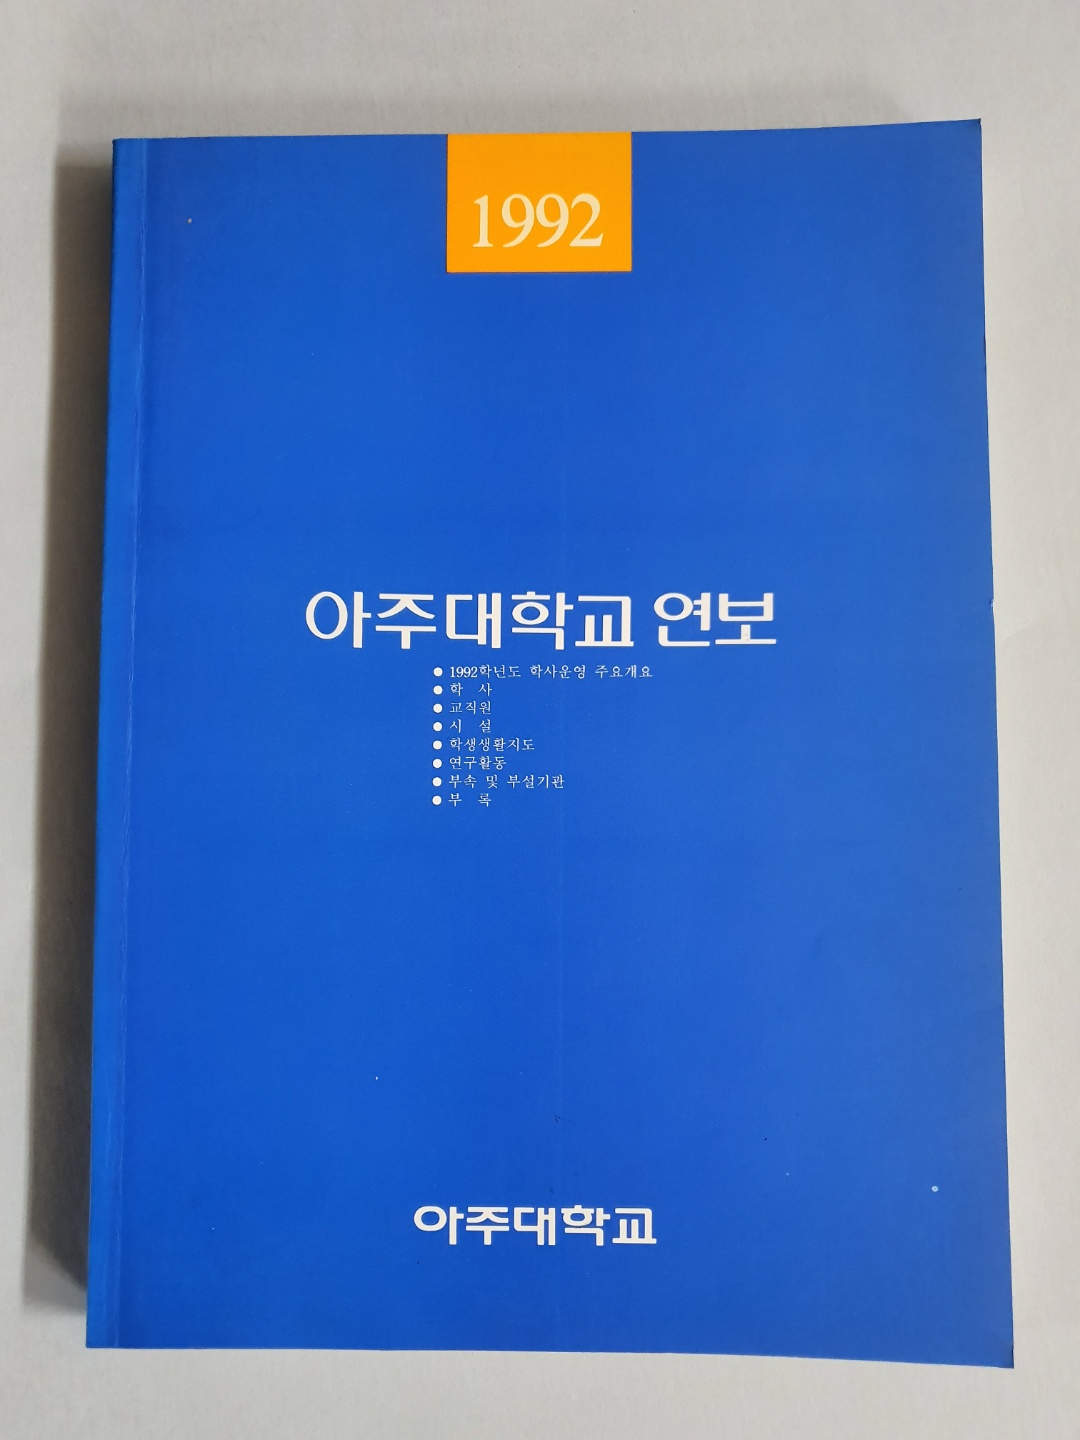 1992
아주대학교 연보
● 1992학년도 학사운영 주요개요
● 학 사
● 교직원
● 시 설
● 학생생활지도
● 연구활동
● 부속 및 부설기관
● 부 록
아주대학교